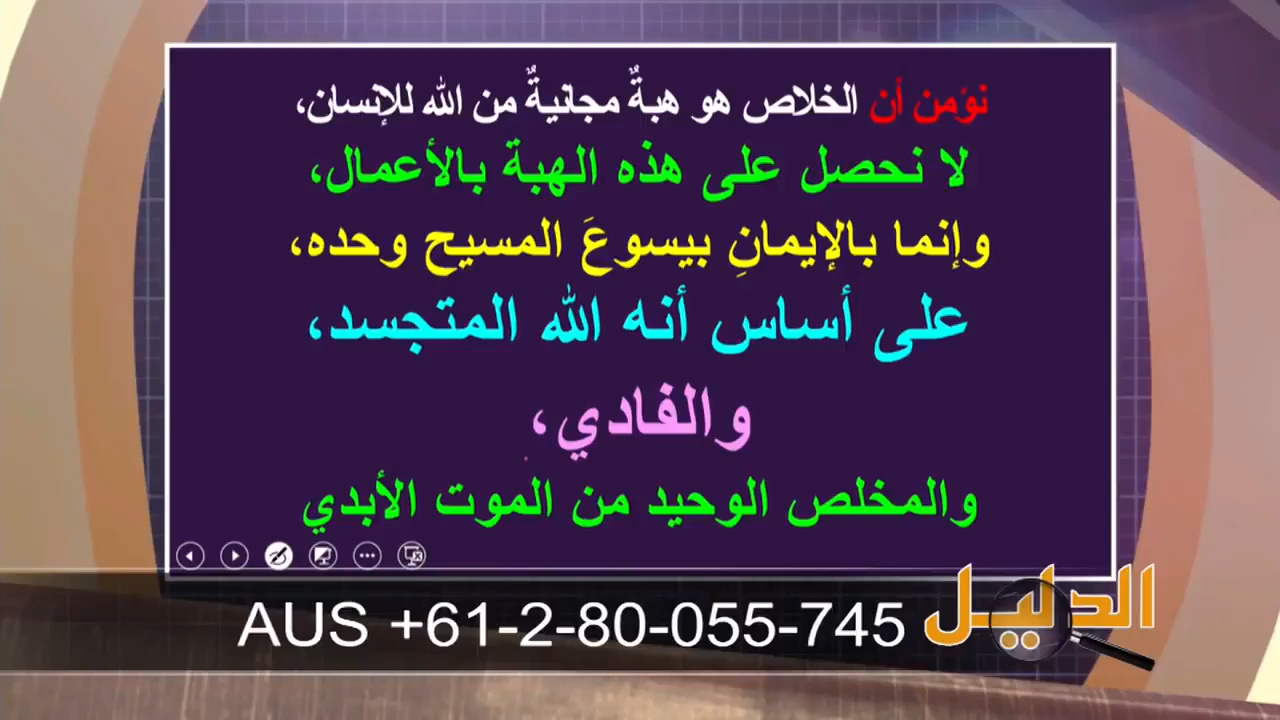 نؤمن أن الخلاص هو هبةٌ مجانيةٌ من الله للإنسان،
لا نحصل على هذه الهبة بالأعمال،
وإنما بالإيمانِ بيسوعَ المسيح وحده،
على أساس أنه الله المتجسد،
والفادي،
والمخلص الوحيد من الموت الأبدي
AUS +61-2-80-055-745
الدليل